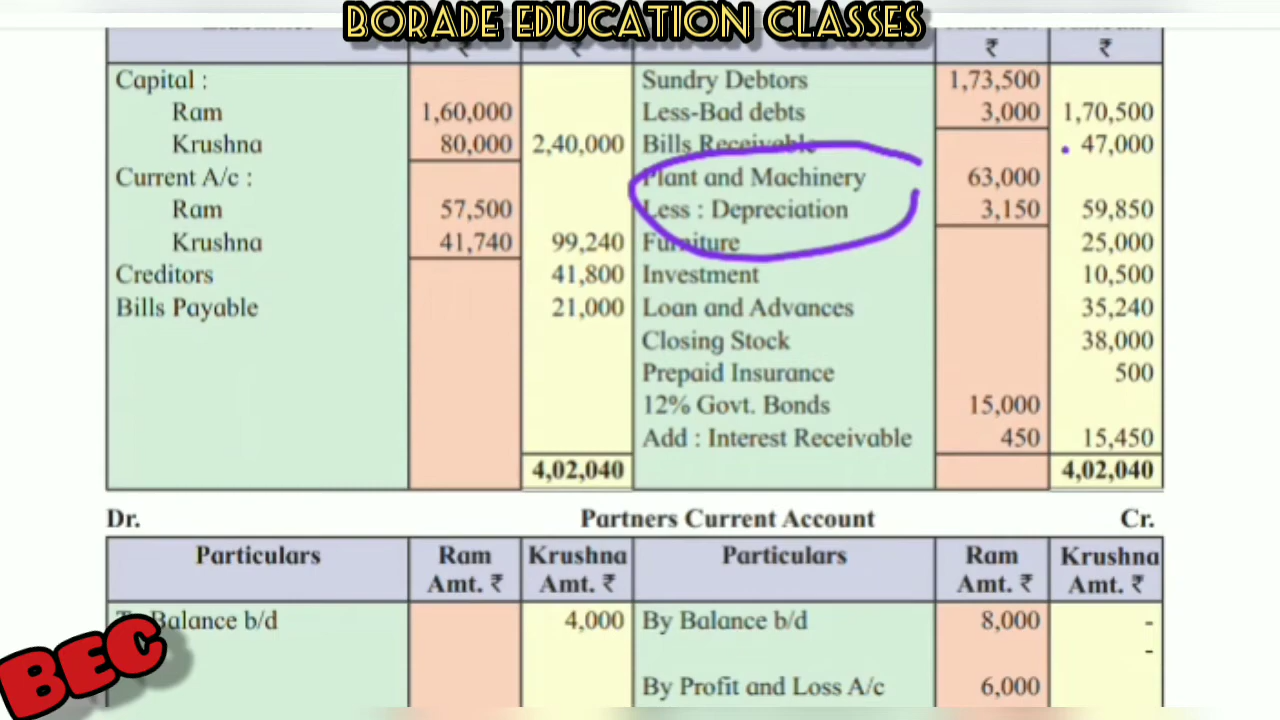 BORADE EDUCATION CLASSES
₹ ₹ ₹ ₹
Capital : Sundry Debtors 1,73,500
Ram 1,60,000 Less-Bad debts 3,000 1,70,500
Krushna 80,000 2,40,000 Bills Receivable 47,000
Current A/c : Plant and Machinery 63,000
Ram 57,500 Less : Depreciation 3,150 59,850
Krushna 41,740 99,240 Furniture 25,000
Creditors 41,800 Investment 10,500
Bills Payable 21,000 Loan and Advances 35,240
Closing Stock 38,000
Prepaid Insurance 500
12% Govt. Bonds 15,000
Add : Interest Receivable 450 15,450
4,02,040 4,02,040
Dr. Partners Current Account Cr.
Particulars Ram Krushna Particulars Ram Krushna
Amt. ₹ Amt. ₹ Amt. ₹ Amt. ₹
To Balance b/d 4,000 By Balance b/d 8,000 -
-
By Profit and Loss A/c 6,000
BEC